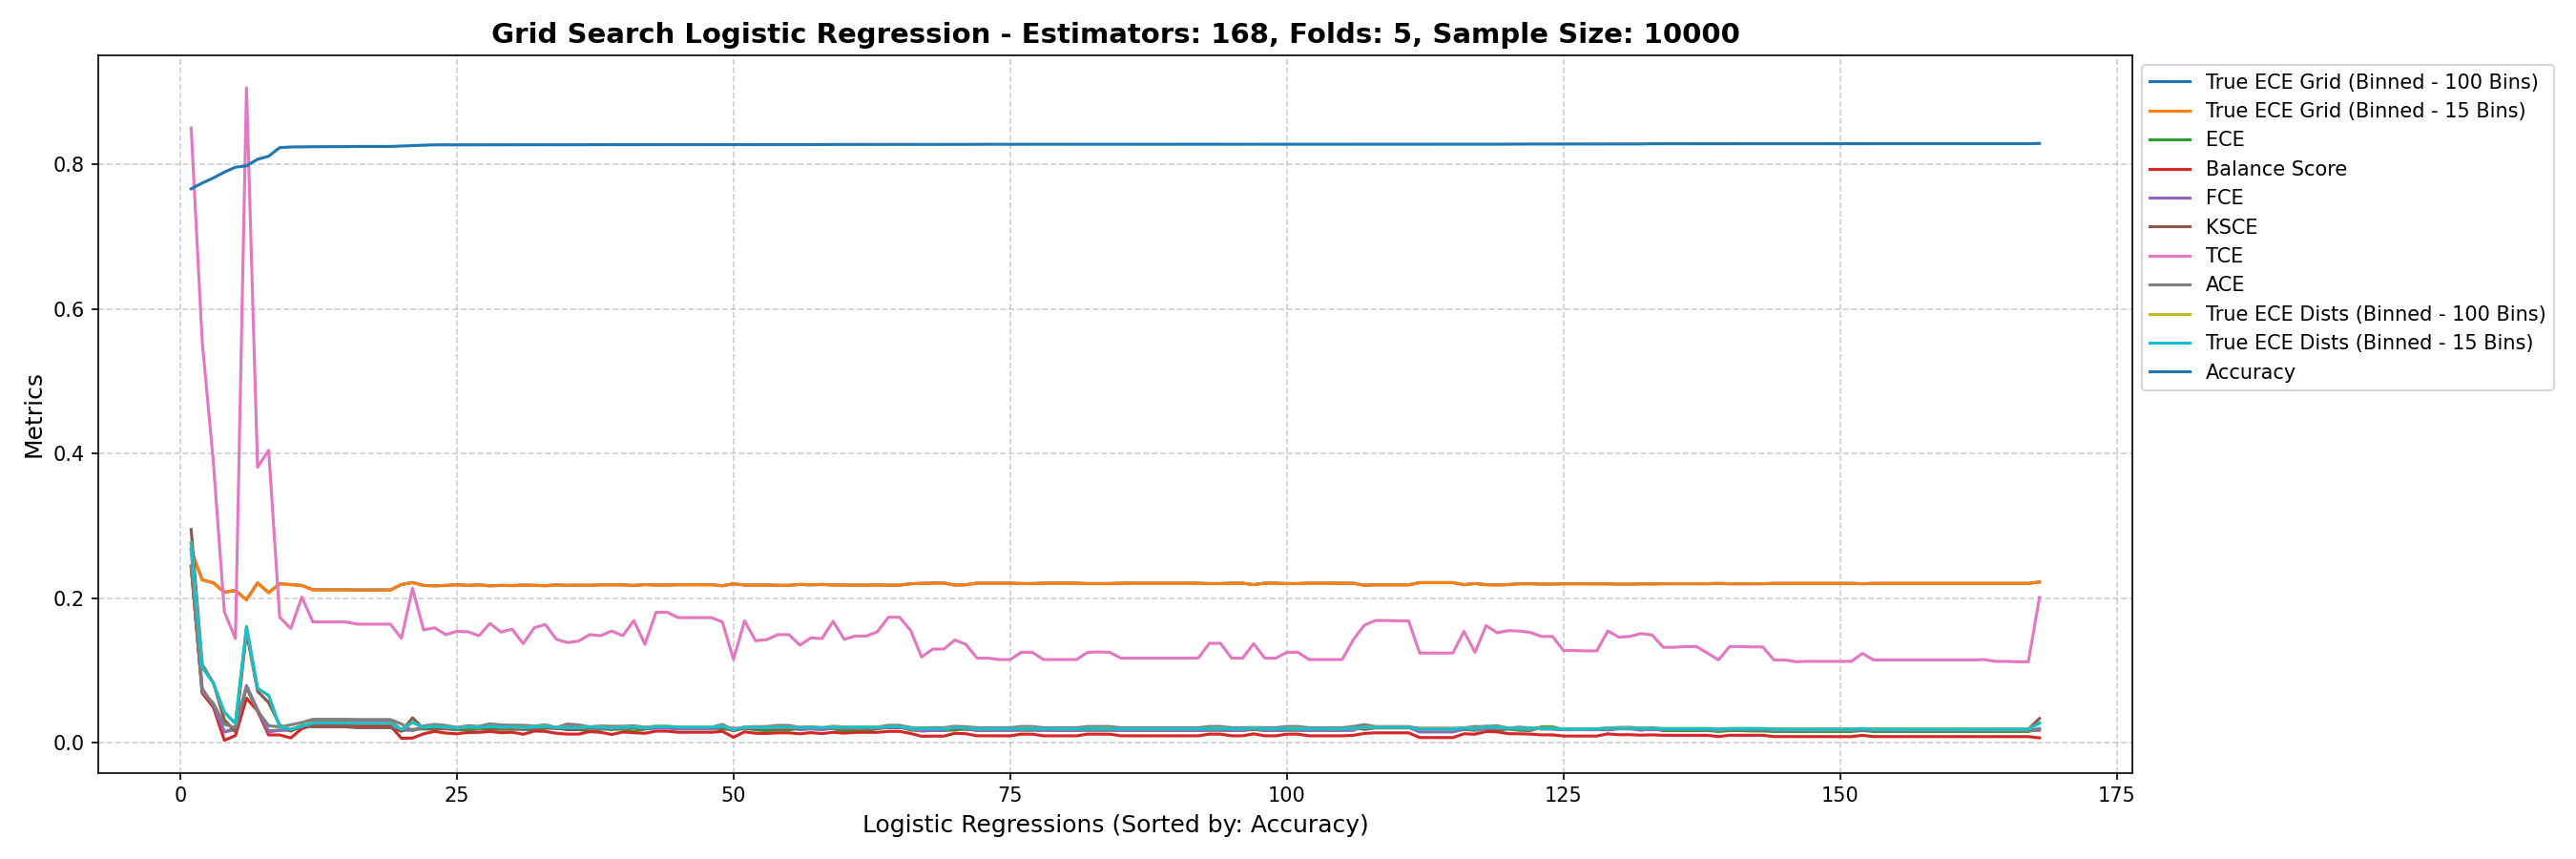 Grid Search Logistic Regression - Estimators: 168, Folds: 5, Sample Size: 10000
Metrics
0.8
0.6
0.4
0.2
0.0
0 25 50 75 100 125 150 175
Logistic Regressions (Sorted by: Accuracy)
True ECE Grid (Binned - 100 Bins)
True ECE Grid (Binned - 15 Bins)
ECE
Balance Score
FCE
KSCE
TCE
ACE
True ECE Dists (Binned - 100 Bins)
True ECE Dists (Binned - 15 Bins)
Accuracy